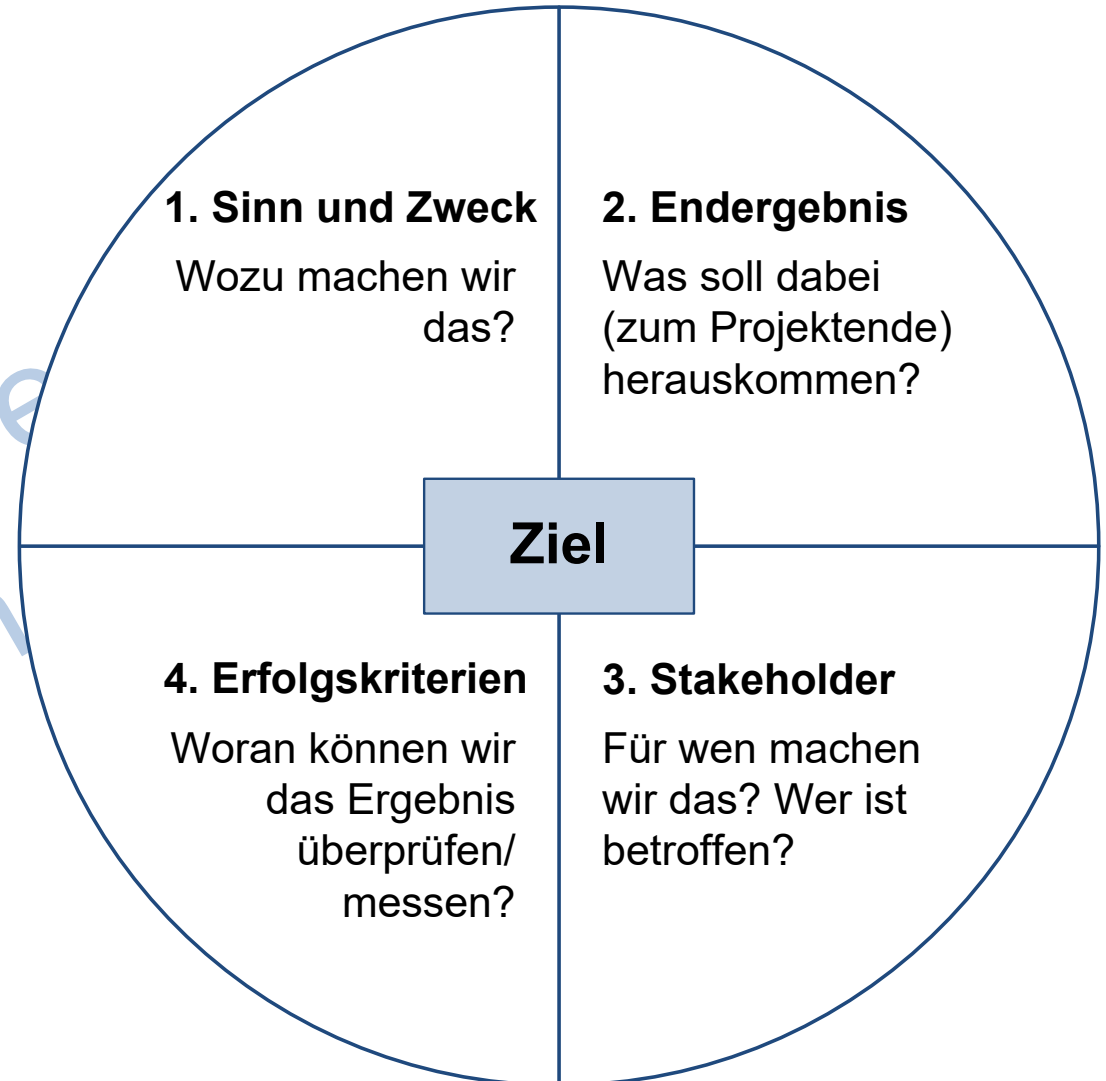 1. Sinn und Zweck
Wozu machen wir
das?
2. Endergebnis
Was soll dabei
(zum Projektende)
herauskommen?
Ziel
4. Erfolgskriterien
Woran können wir
das Ergebnis
überprüfen/
messen?
3. Stakeholder
Für wen machen
wir das? Wer ist
betroffen?